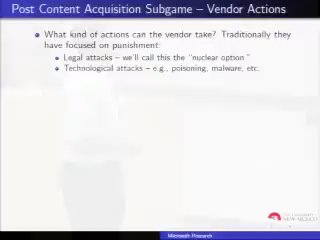 Post Content Acquisition Subgame – Vendor Actions
What kind of actions can the vendor take? Traditionally they
have focused on punishment:
Legal attacks – we'll call this the "nuclear option."
Technological attacks – e.g., poisoning, malware, etc.
NEW MEXICO
Microsoft Research